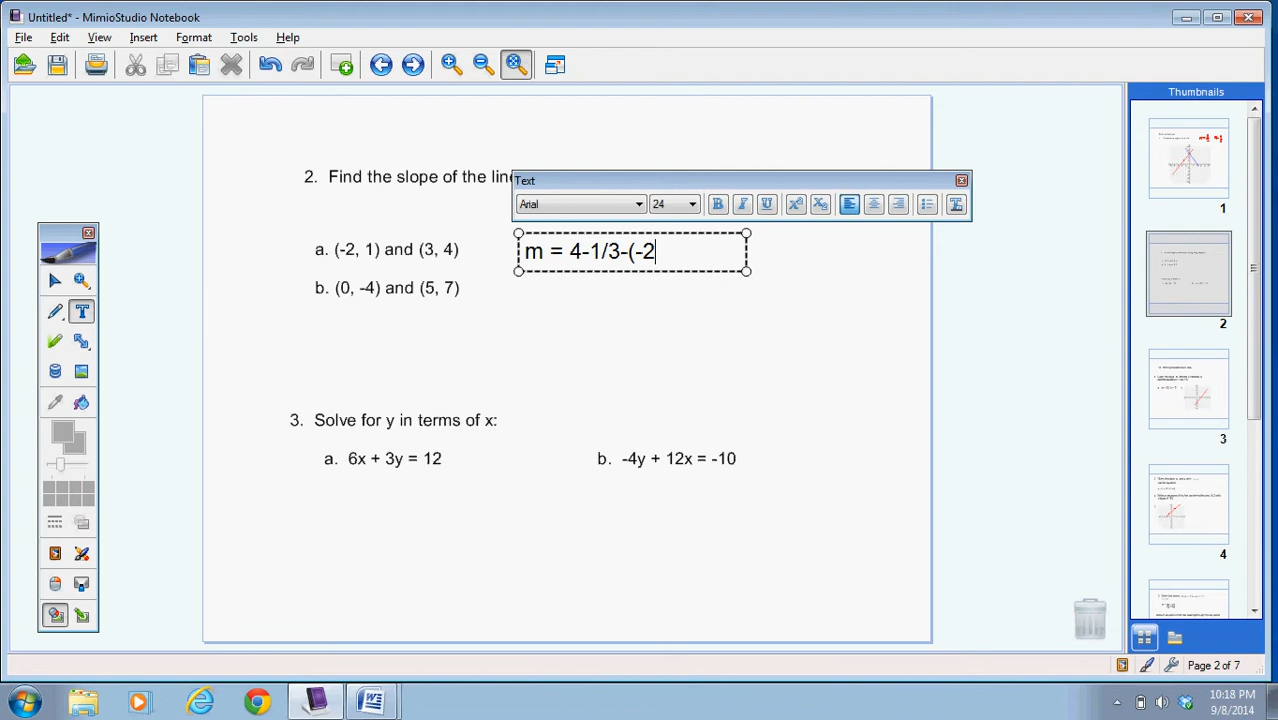 Untitled* - MimioStudio Notebook
File Edit View Insert Format Tools Help
Thumbnails
2. Find the slope of the line
Text
Arial 24 B I U x² X₂
a. (-2, 1) and (3, 4)
m = 4-1/3-(-2
b. (0, -4) and (5, 7)
3. Solve for y in terms of x:
a. 6x + 3y = 12
b. -4y + 12x = -10
1
2
3
4
Page 2 of 7
10:18 PM
9/8/2014